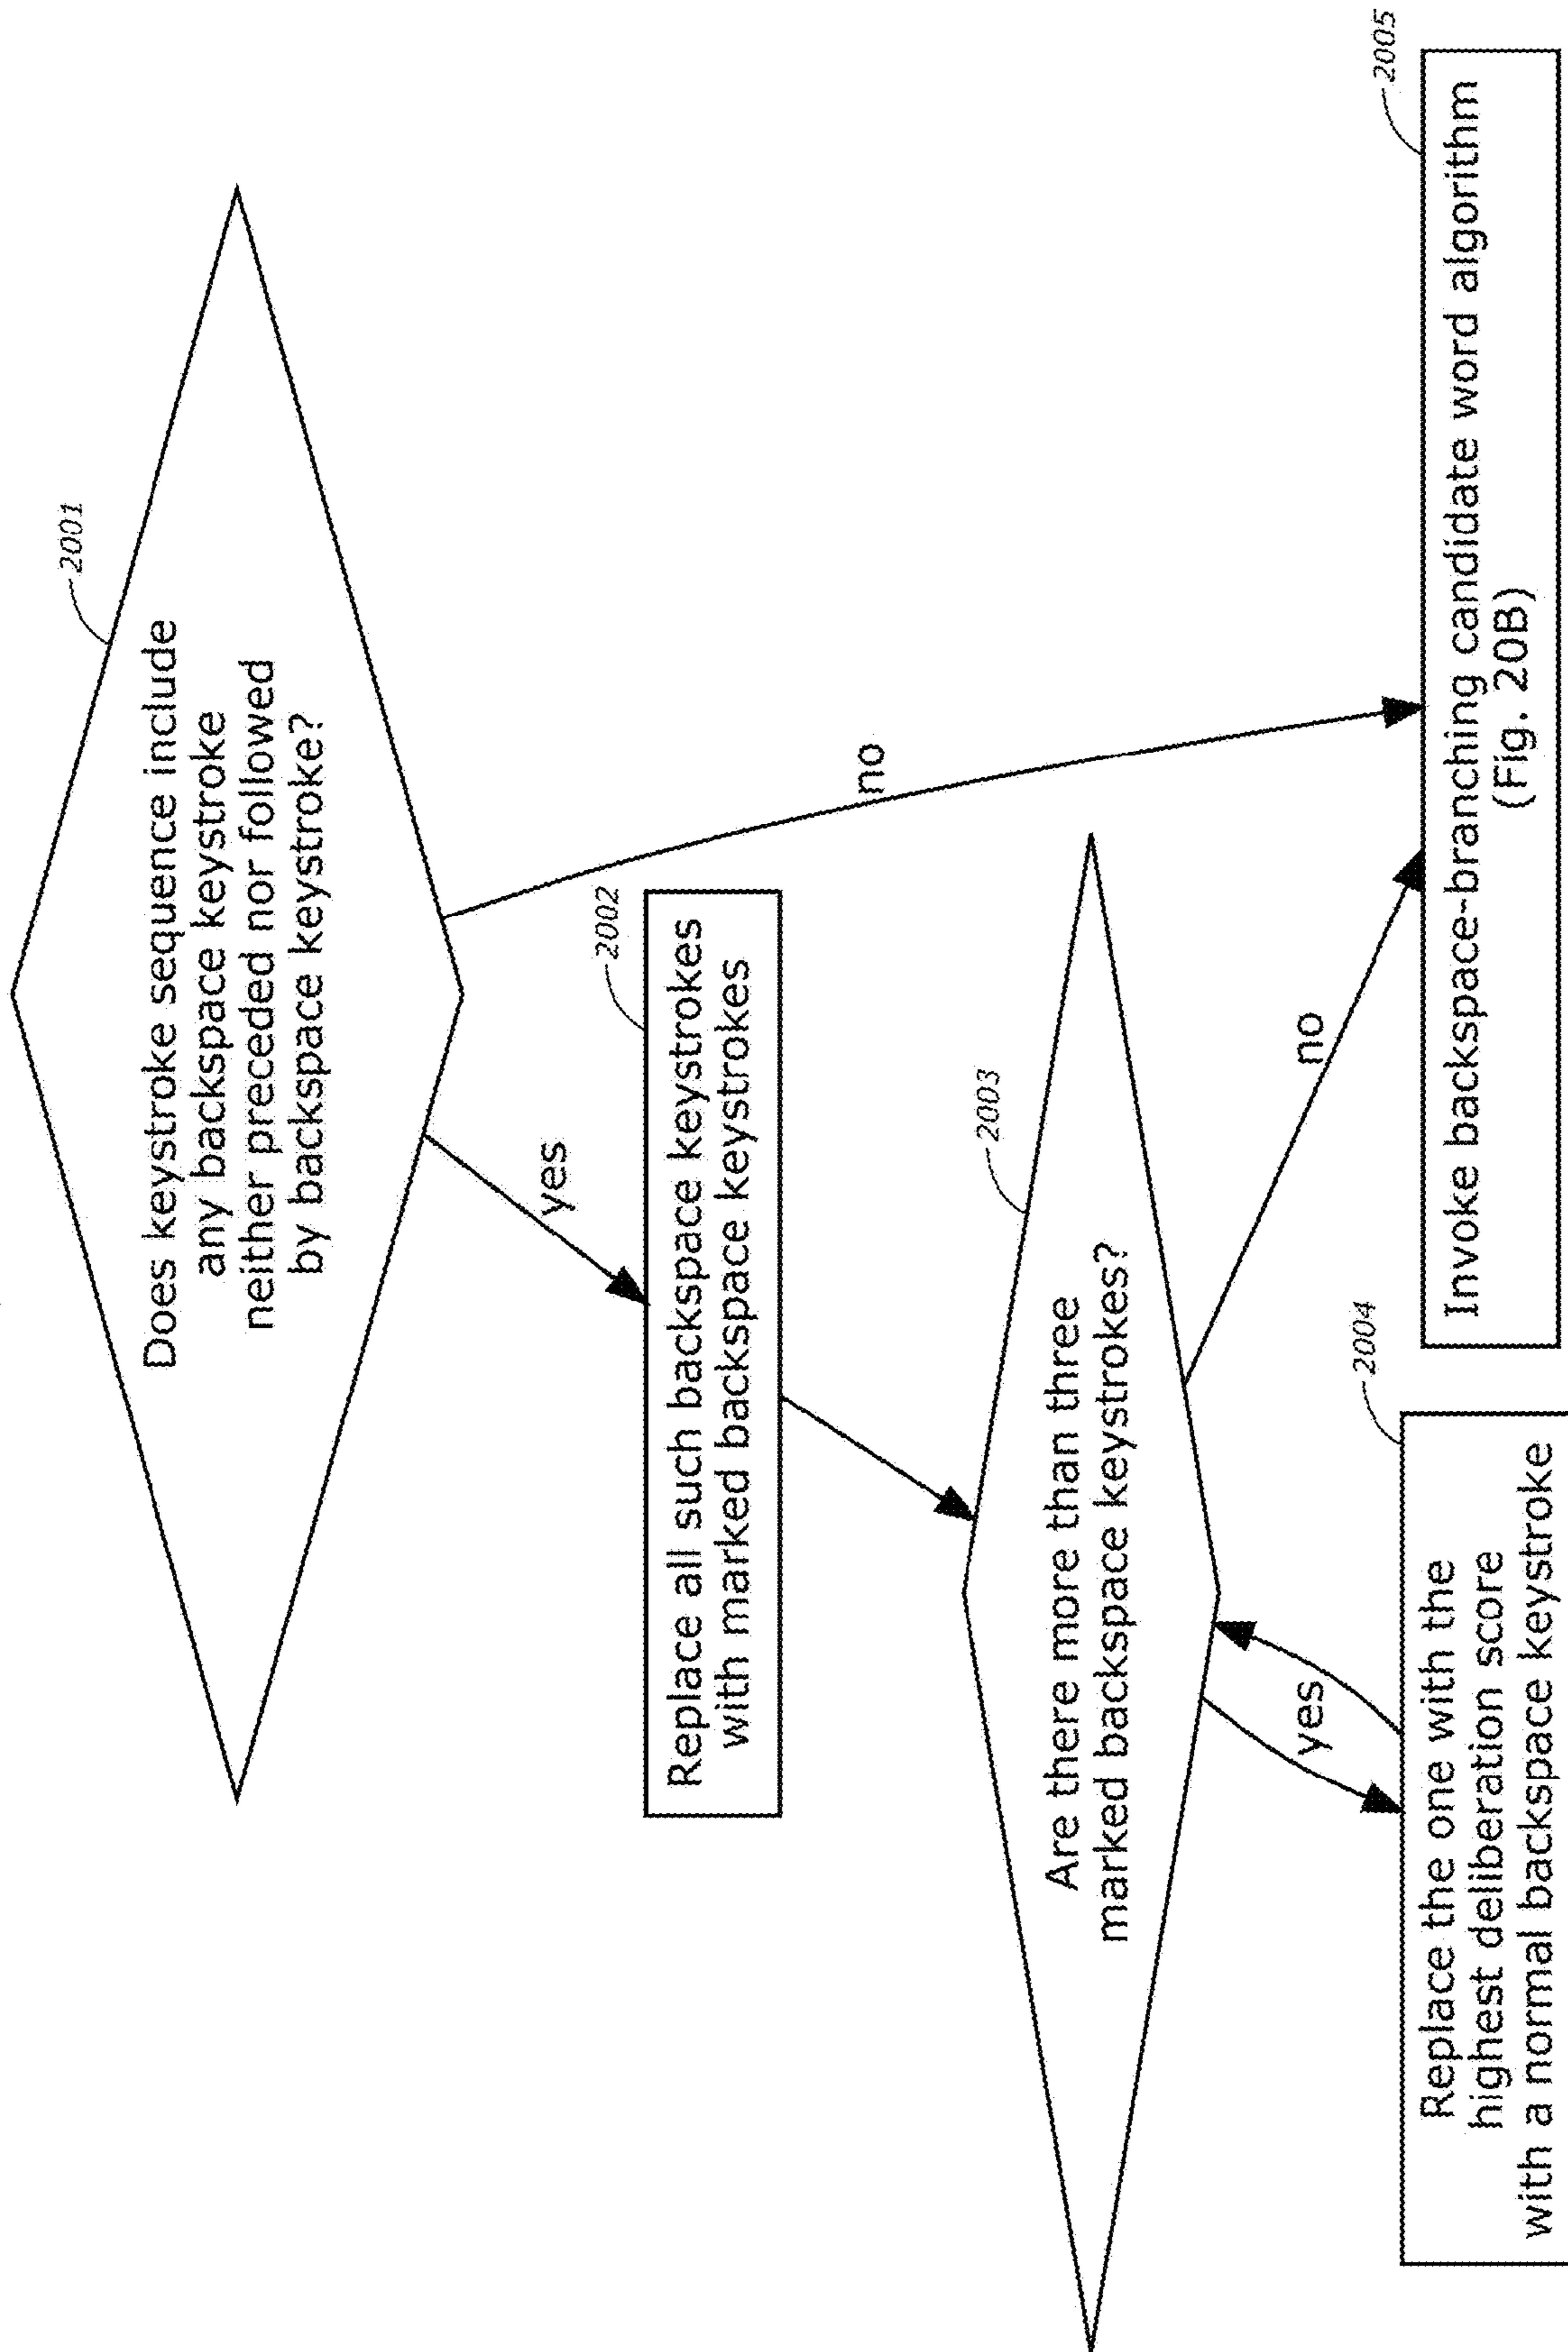 2001
Does keystroke sequence include
any backspace keystroke
neither preceded nor followed
by backspace keystroke?
yes
no
2002
Replace all such backspace keystrokes
with marked backspace keystrokes
2003
Are there more than three
marked backspace keystrokes?
yes
no
2004
Replace the one with the
highest deliberation score
with a normal backspace keystroke
2005
Invoke backspace-branching candidate word algorithm
(Fig. 20B)